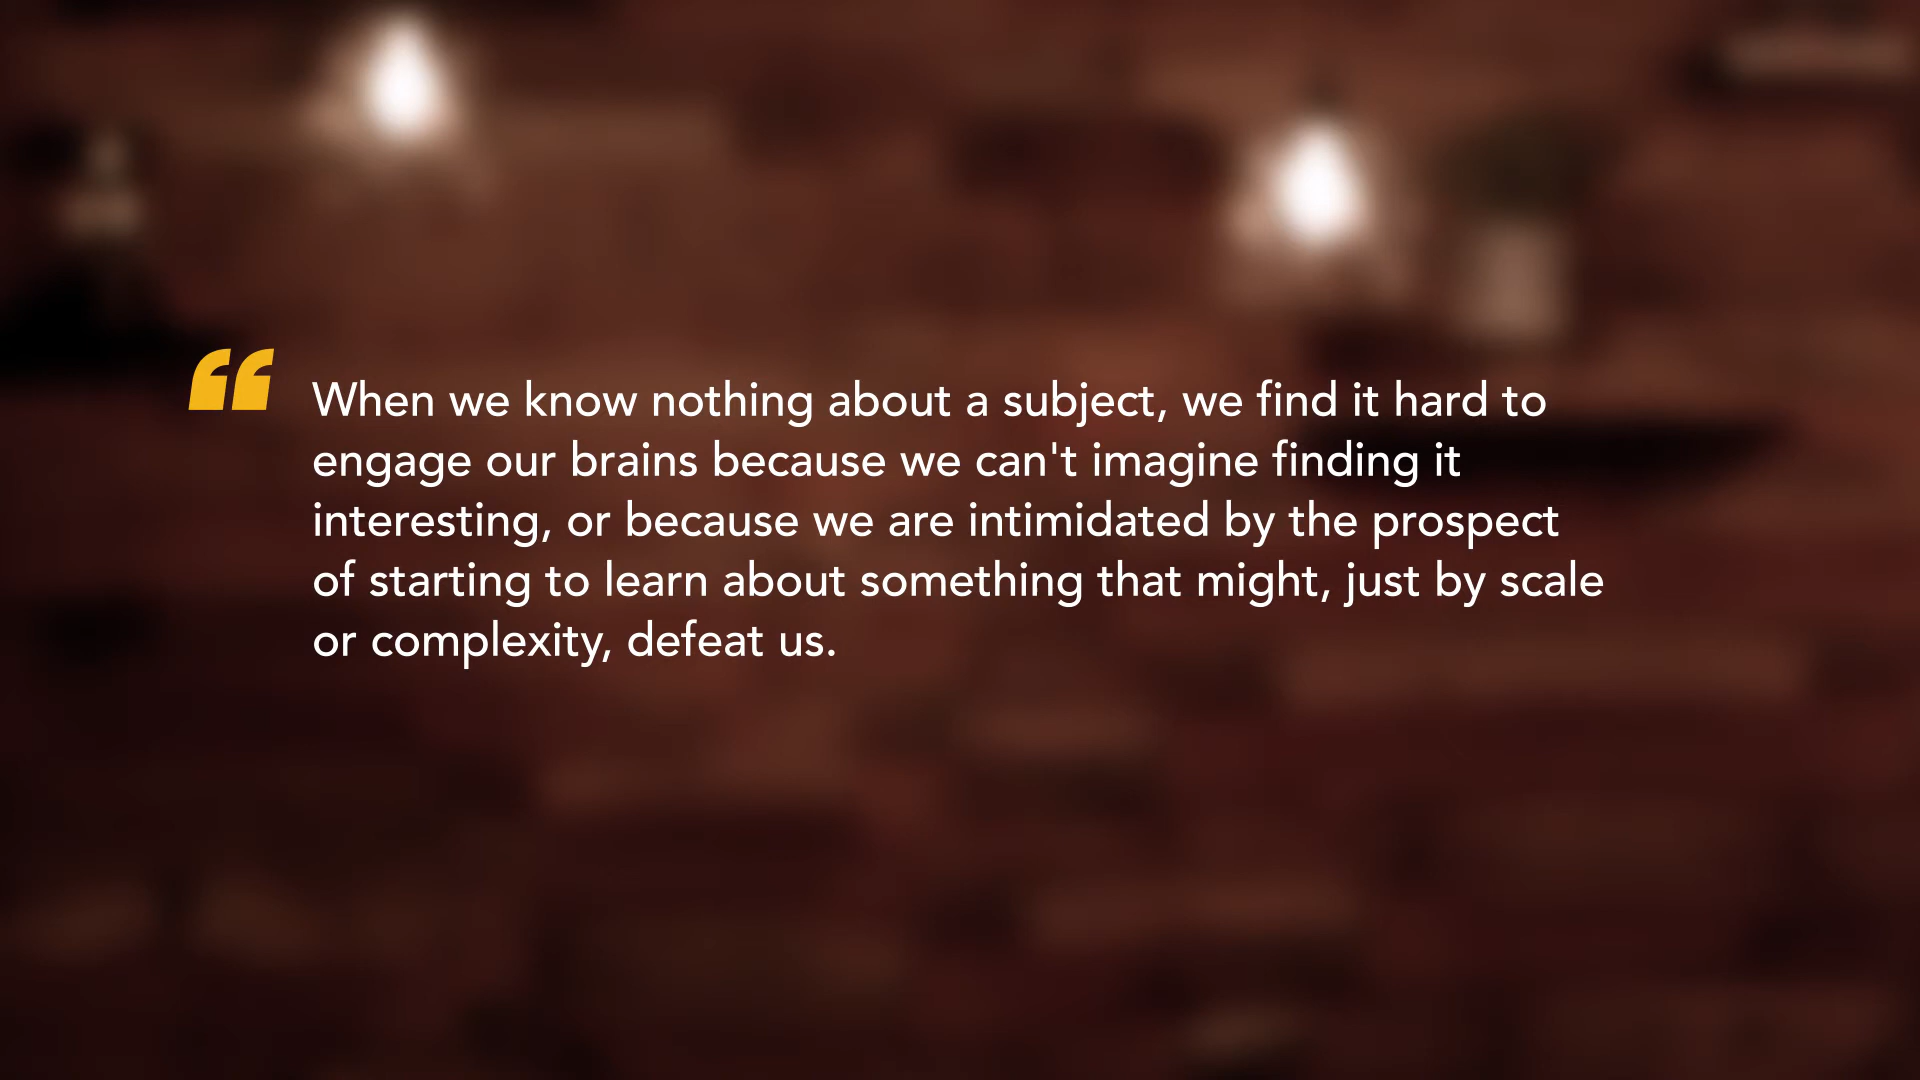 “ When we know nothing about a subject, we find it hard to
engage our brains because we can't imagine finding it
interesting, or because we are intimidated by the prospect
of starting to learn about something that might, just by scale
or complexity, defeat us.